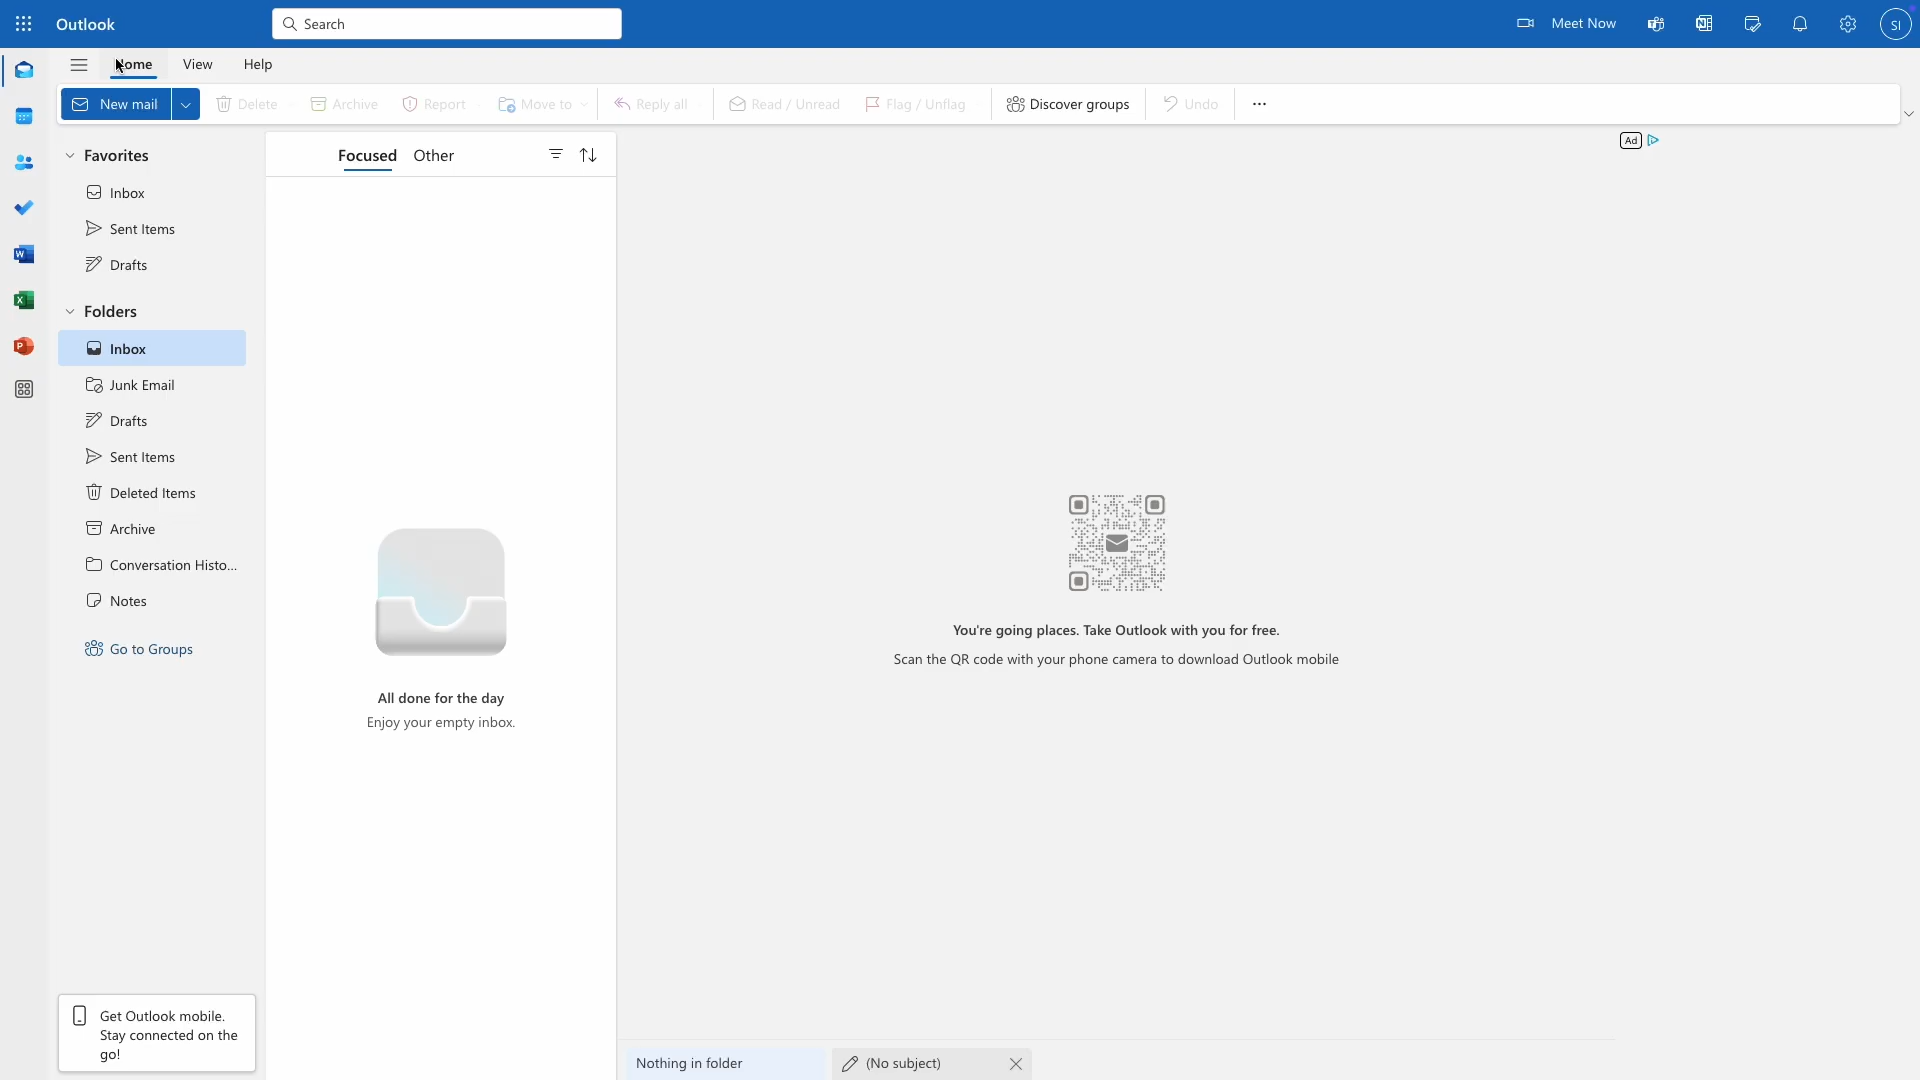 Outlook
Search
Meet Now
SI
Home
View
Help
New mail
Delete
Archive
Report
Move to
Reply all
Read / Unread
Flag / Unflag
Discover groups
Undo
Favorites
Inbox
Sent Items
Drafts
Folders
Inbox
Junk Email
Drafts
Sent Items
Deleted Items
Archive
Conversation Histo...
Notes
Go to Groups
Get Outlook mobile.
Stay connected on the
go!
Focused
Other
All done for the day
Enjoy your empty inbox.
Ad
You're going places. Take Outlook with you for free.
Scan the QR code with your phone camera to download Outlook mobile
Nothing in folder
(No subject)